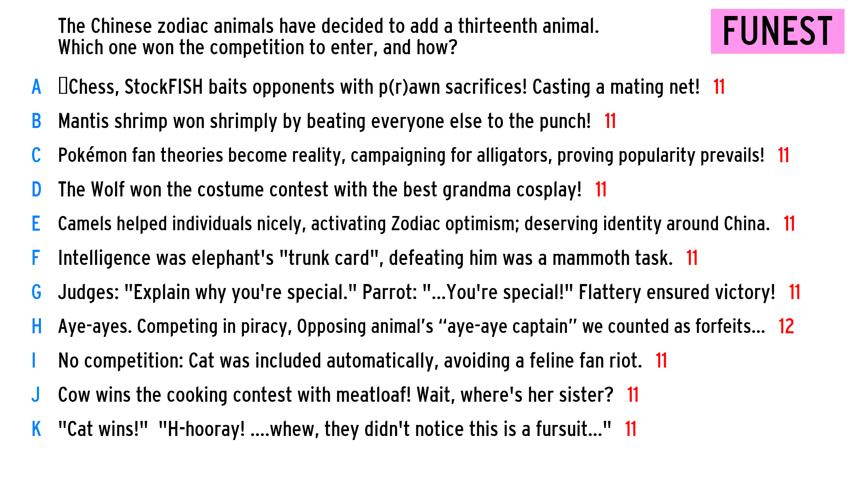 The Chinese zodiac animals have decided to add a thirteenth animal.
Which one won the competition to enter, and how?
FUNEST
A Chess, StockFISH baits opponents with p(r)awn sacrifices! Casting a mating net! 11
B Mantis shrimp won shrimply by beating everyone else to the punch! 11
C Pokémon fan theories become reality, campaigning for alligators, proving popularity prevails! 11
D The Wolf won the costume contest with the best grandma cosplay! 11
E Camels helped individuals nicely, activating Zodiac optimism; deserving identity around China. 11
F Intelligence was elephant's "trunk card", defeating him was a mammoth task. 11
G Judges: "Explain why you're special." Parrot: "...You're special!" Flattery ensured victory! 11
H Aye-ayes. Competing in piracy, Opposing animal’s “aye-aye captain” we counted as forfeits... 12
I No competition: Cat was included automatically, avoiding a feline fan riot. 11
J Cow wins the cooking contest with meatloaf! Wait, where's her sister? 11
K "Cat wins!" "H-hooray! ....whew, they didn't notice this is a fursuit..." 11